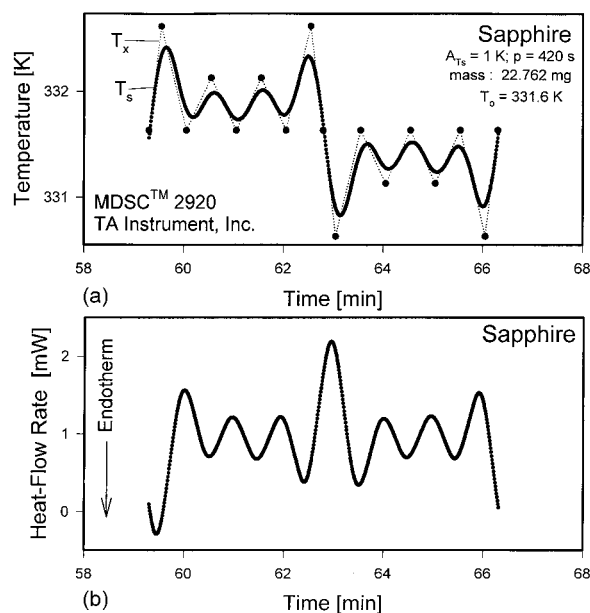 Sapphire
A_Ts = 1 K; p = 420 s
mass : 22.762 mg
T_o = 331.6 K
T_x
T_s
332
331
Temperature [K]
MDSC™ 2920
TA Instrument, Inc.
58 60 62 64 66 68
(a) Time [min]
Sapphire
2
1
0
Heat-Flow Rate [mW]
Endotherm
58 60 62 64 66 68
(b) Time [min]